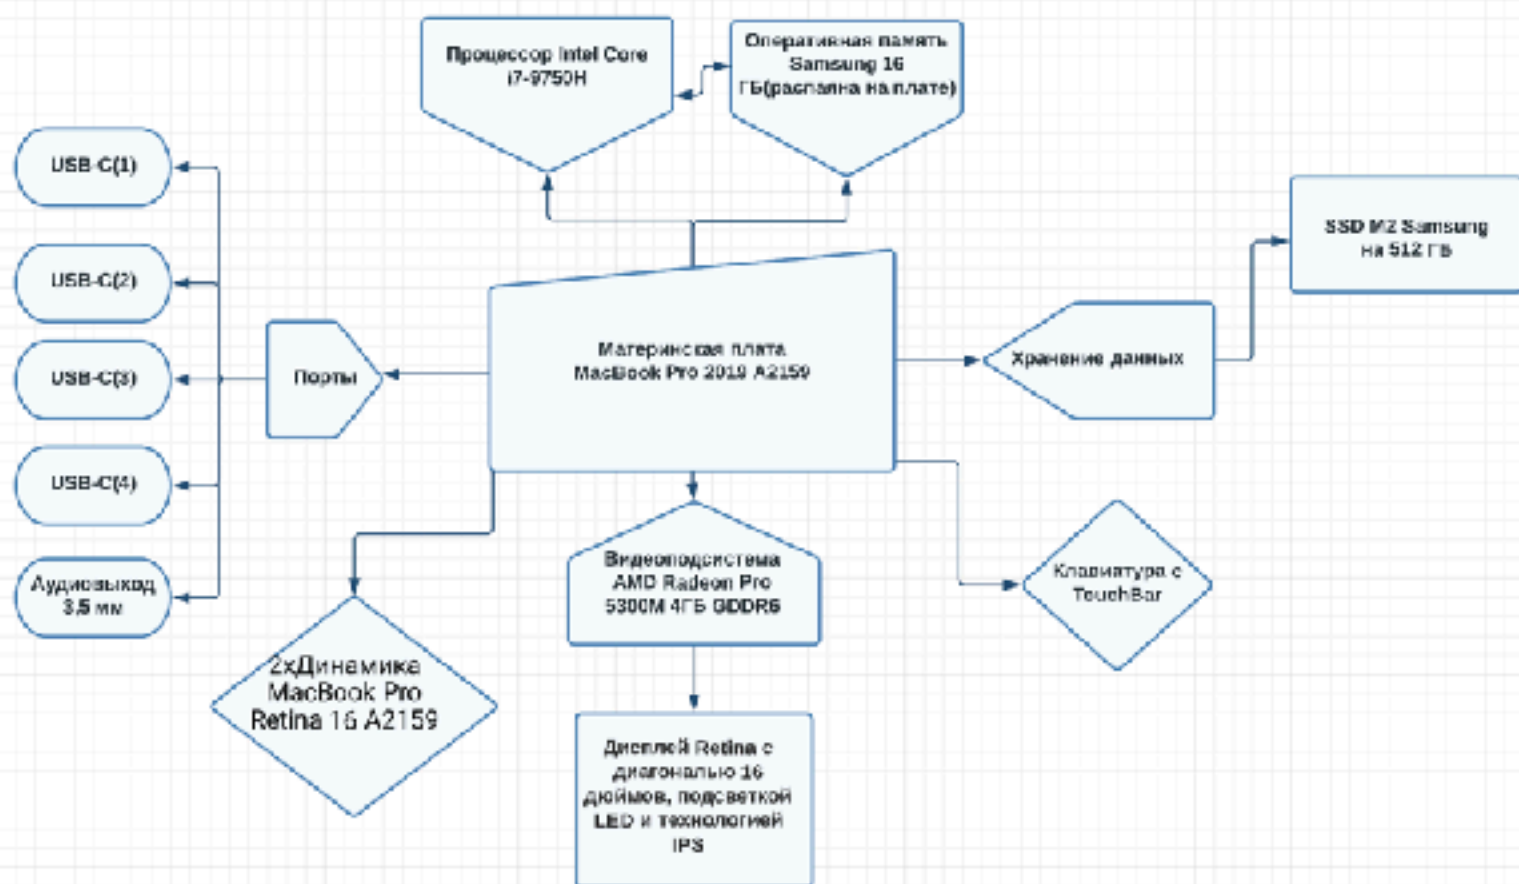 Процессор Intel Core
i7-9750H
Оперативная память
Samsung 16
ГБ(распаяна на плате)
USB-C(1)
USB-C(2)
USB-C(3)
USB-C(4)
Аудиовыход
3,5 мм
Порты
Материнская плата
MacBook Pro 2019 A2159
Хранение данных
SSD M2 Samsung
на 512 ГБ
Клавиатура с
TouchBar
Видеоподсистема
AMD Radeon Pro
5300M 4ГБ GDDR6
2хДинамика
MacBook Pro
Retina 16 A2159
Дисплей Retina с
диагональю 16
дюймов, подсветкой
LED и технологией
IPS